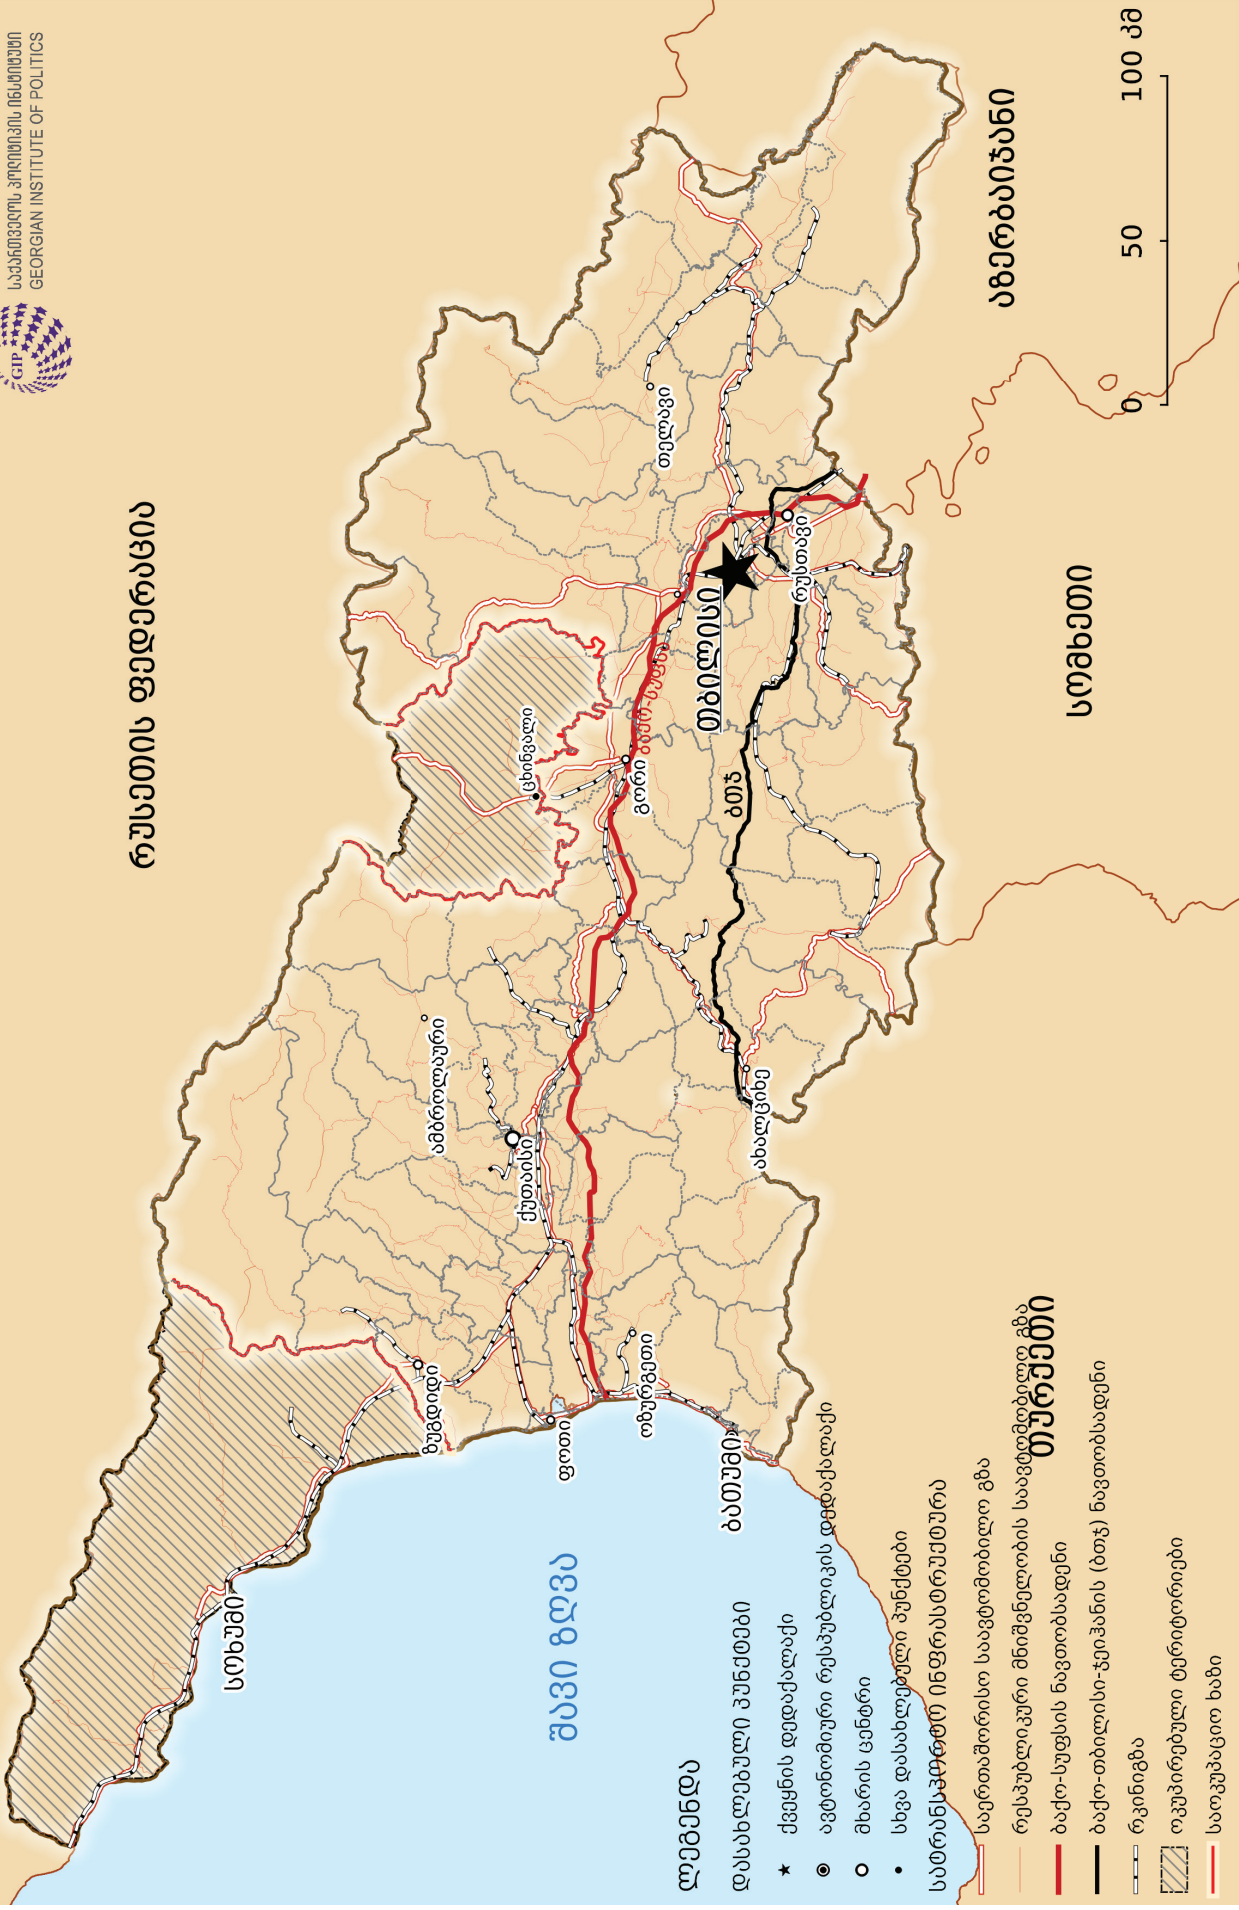 საქართველოს პოლიტიკის ინსტიტუტი
GEORGIAN INSTITUTE OF POLITICS
GIP
რუსეთის ფედერაცია
სოხუმი
ზუგდიდი
ამბროლაური
ცხინვალი
თელავი
ქუთაისი
ფოთი
გორი
ბაქო-სუფსა
ოზურგეთი
თბილისი
ბათუმი
ახალციხე
ბთჯ
რუსთავი
შავი ზღვა
აზერბაიჯანი
სომხეთი
თურქეთი
0
50
100 კმ
ლეგენდა
დასახლებული პუნქტები
ქვეყნის დედაქალაქი
ავტონომიური რესპუბლიკის დედაქალაქი
მხარის ცენტრი
სხვა დასახლებული პუნქტები
სატრანსპორტო ინფრასტრუქტურა
საერთაშორისო საავტომობილო გზა
რესპუბლიკური მნიშვნელობის საავტომობილო გზა
ბაქო-სუფსის ნავთობსადენი
ბაქო-თბილისი-ჯეიჰანის (ბთჯ) ნავთობსადენი
რკინიგზა
ოკუპირებული ტერიტორიები
საოკუპაციო ხაზი